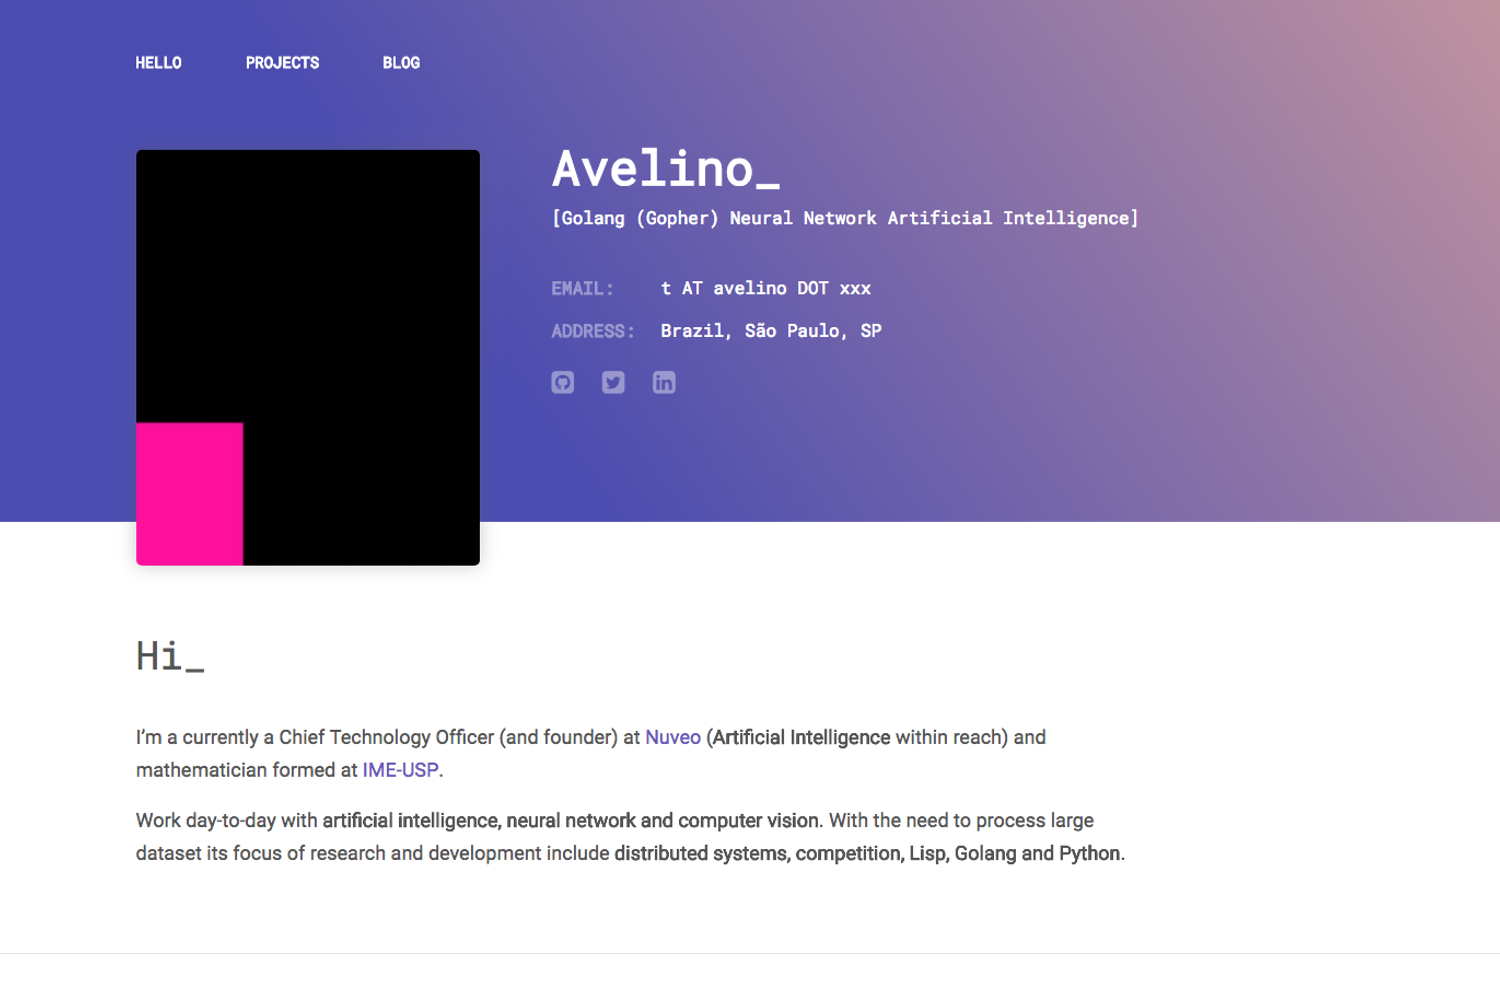 HELLO PROJECTS BLOG
Avelino_
[Golang (Gopher) Neural Network Artificial Intelligence]
EMAIL: t AT avelino DOT xxx
ADDRESS: Brazil, São Paulo, SP
in
Hi_
I’m a currently a Chief Technology Officer (and founder) at Nuveo (Artificial Intelligence within reach) and
mathematician formed at IME-USP.
Work day-to-day with artificial intelligence, neural network and computer vision. With the need to process large
dataset its focus of research and development include distributed systems, competition, Lisp, Golang and Python.